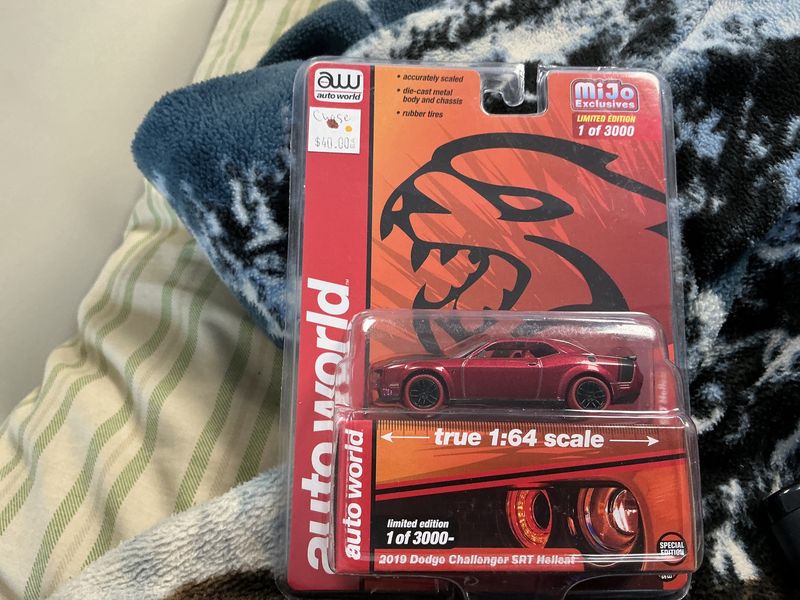 aw
auto world
Chase
$40.00
• accurately scaled
• die-cast metal
body and chassis
• rubber tires
MiJo
Exclusives
LIMITED EDITION
1 of 3000
auto world™
true 1:64 scale
auto world
limited edition
1 of 3000-
2019 Dodge Challenger SRT Hellcat
SPECIAL
EDITION